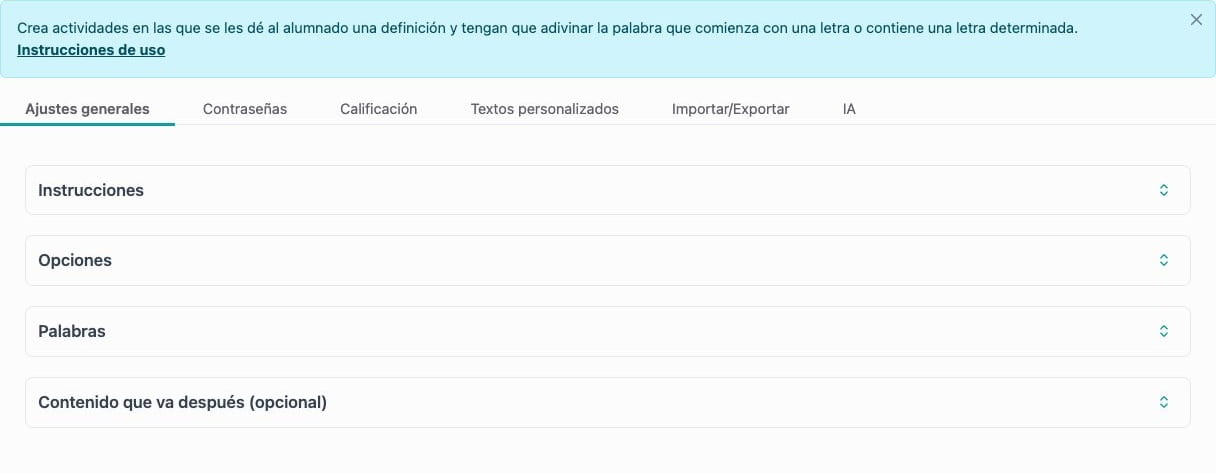 Crea actividades en las que se les dé al alumnado una definición y tengan que adivinar la palabra que comienza con una letra o contiene una letra determinada.
Instrucciones de uso
Ajustes generales Contraseñas Calificación Textos personalizados Importar/Exportar IA
Instrucciones
Opciones
Palabras
Contenido que va después (opcional)